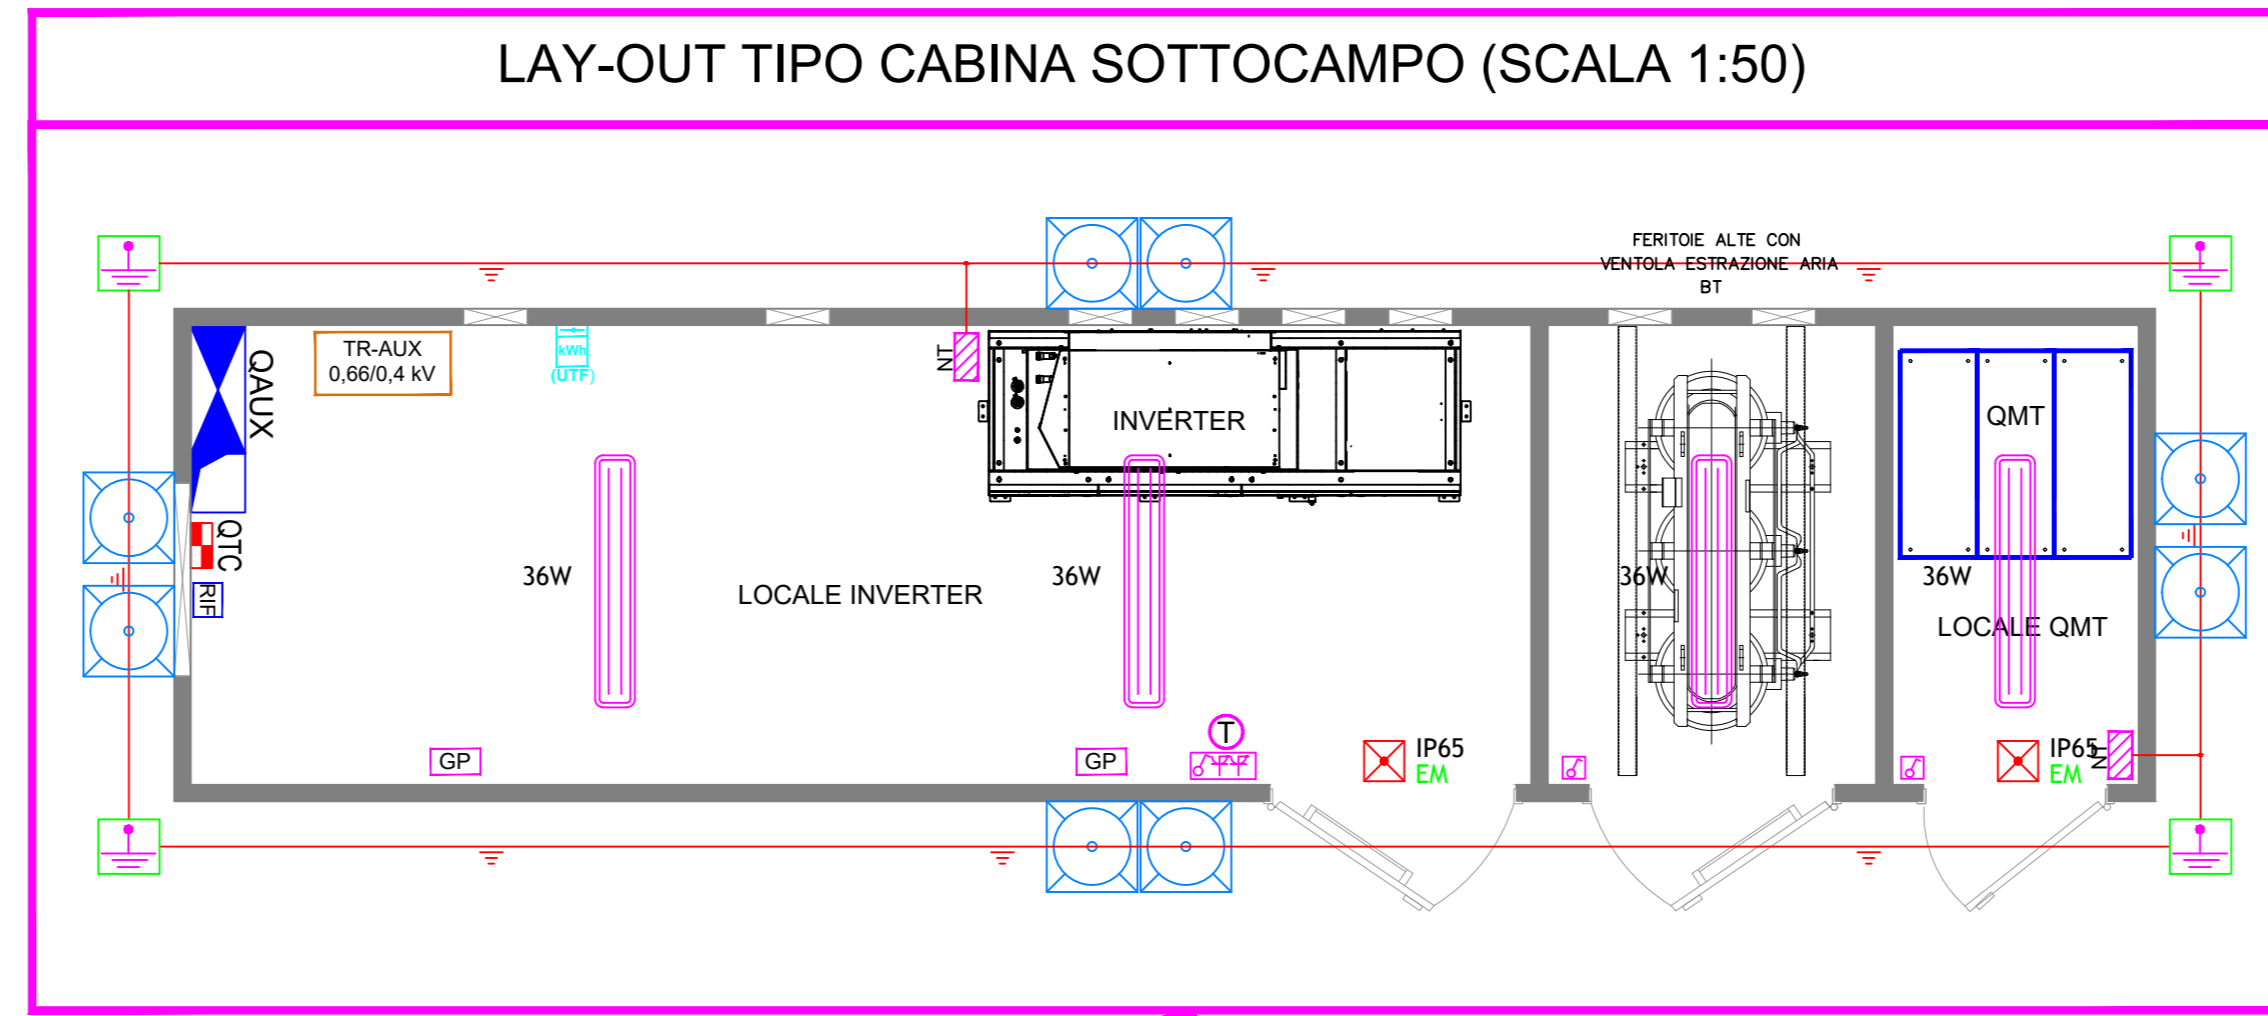 LAY-OUT TIPO CABINA SOTTOCAMPO (SCALA 1:50)
FERITOIE ALTE CON
VENTOLA ESTRAZIONE ARIA
BT
QAUX
TR-AUX
0,66/0,4 kV
kWh
(UTF)
NT
INVERTER
QMT
QTC
RIF
36W
LOCALE INVERTER
36W
36W
36W
LOCALE QMT
GP
GP
T
IP65
EM
IP65
EM
NT